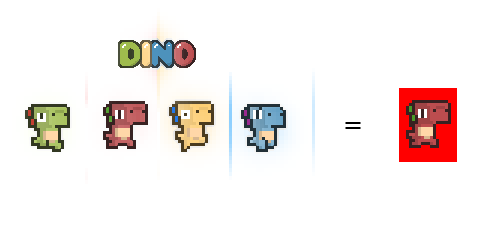 DINO
=